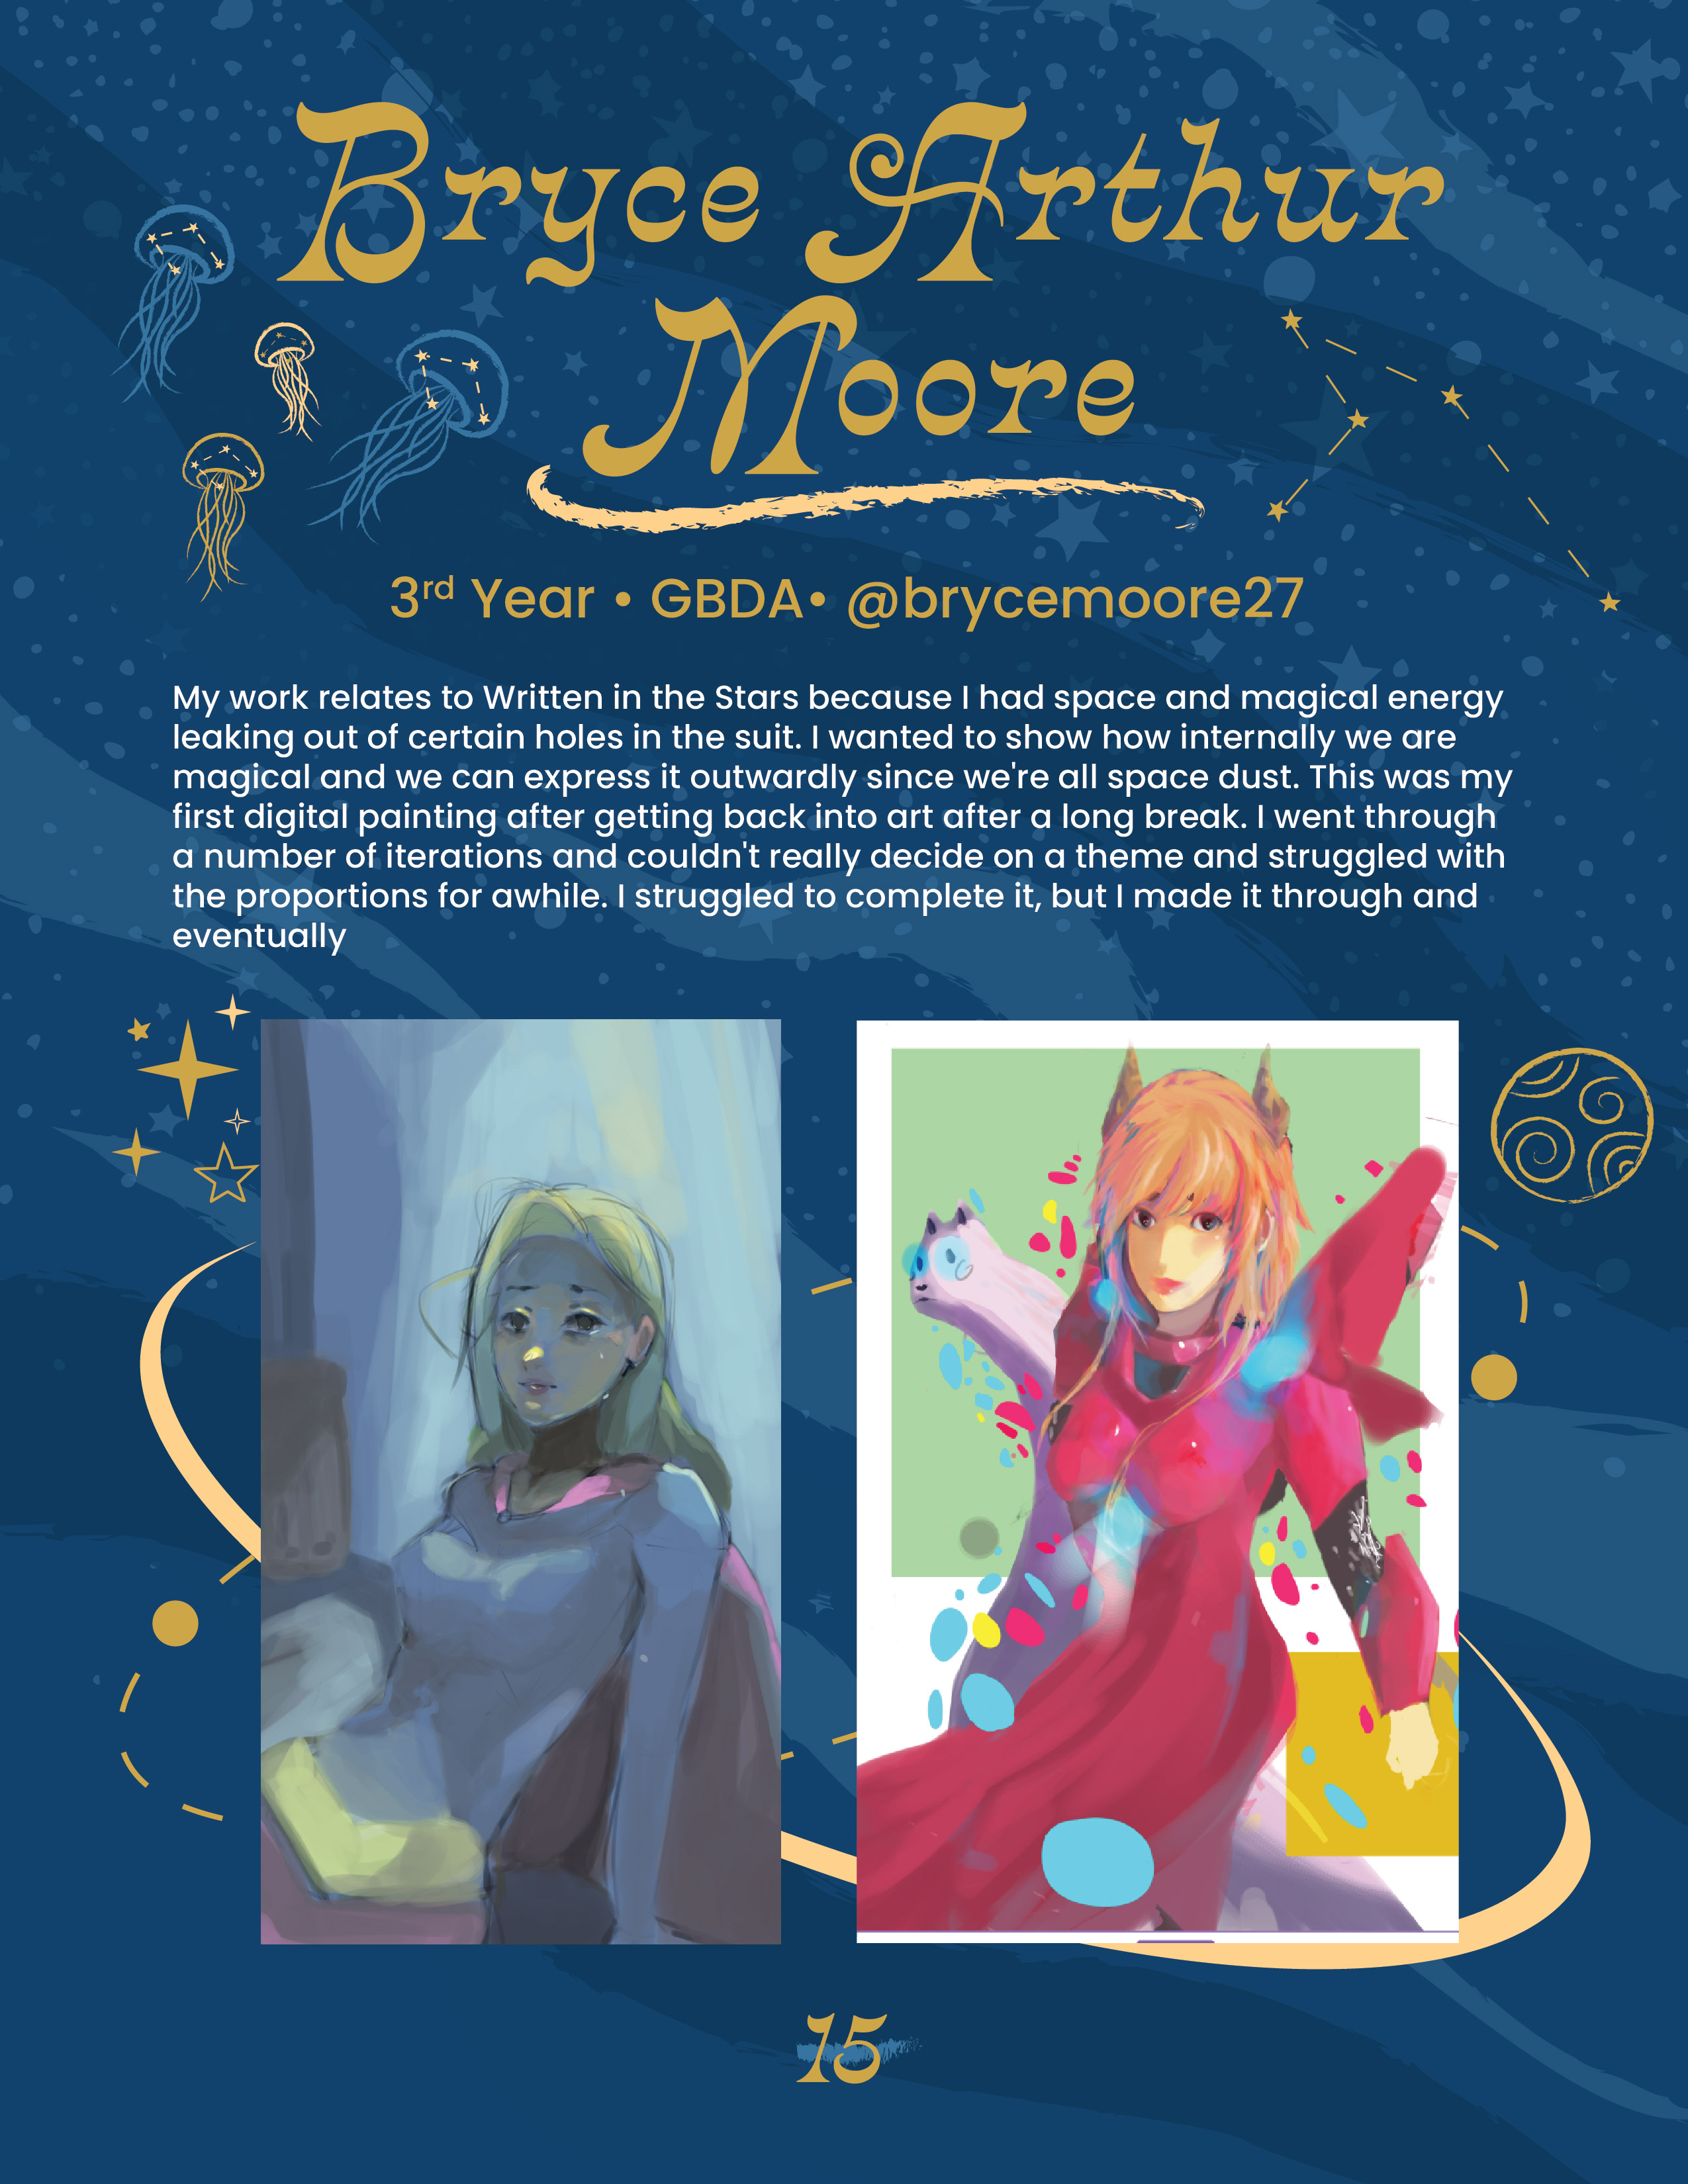 Bryce Arthur
Moore
3rd Year • GBDA• @brycemoore27
My work relates to Written in the Stars because I had space and magical energy
leaking out of certain holes in the suit. I wanted to show how internally we are
magical and we can express it outwardly since we're all space dust. This was my
first digital painting after getting back into art after a long break. I went through
a number of iterations and couldn't really decide on a theme and struggled with
the proportions for awhile. I struggled to complete it, but I made it through and
eventually
15